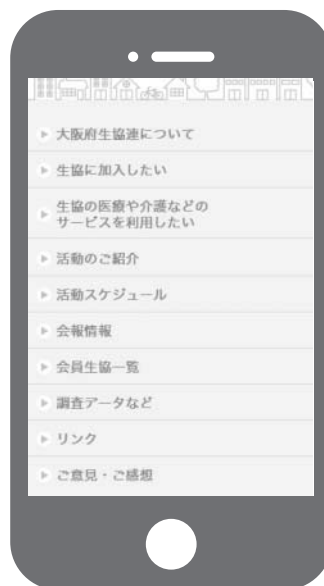 大阪府生協連について
生協に加入したい
生協の医療や介護などの
サービスを利用したい
活動のご紹介
活動スケジュール
会報情報
会員生協一覧
調査データなど
リンク
ご意見・ご感想